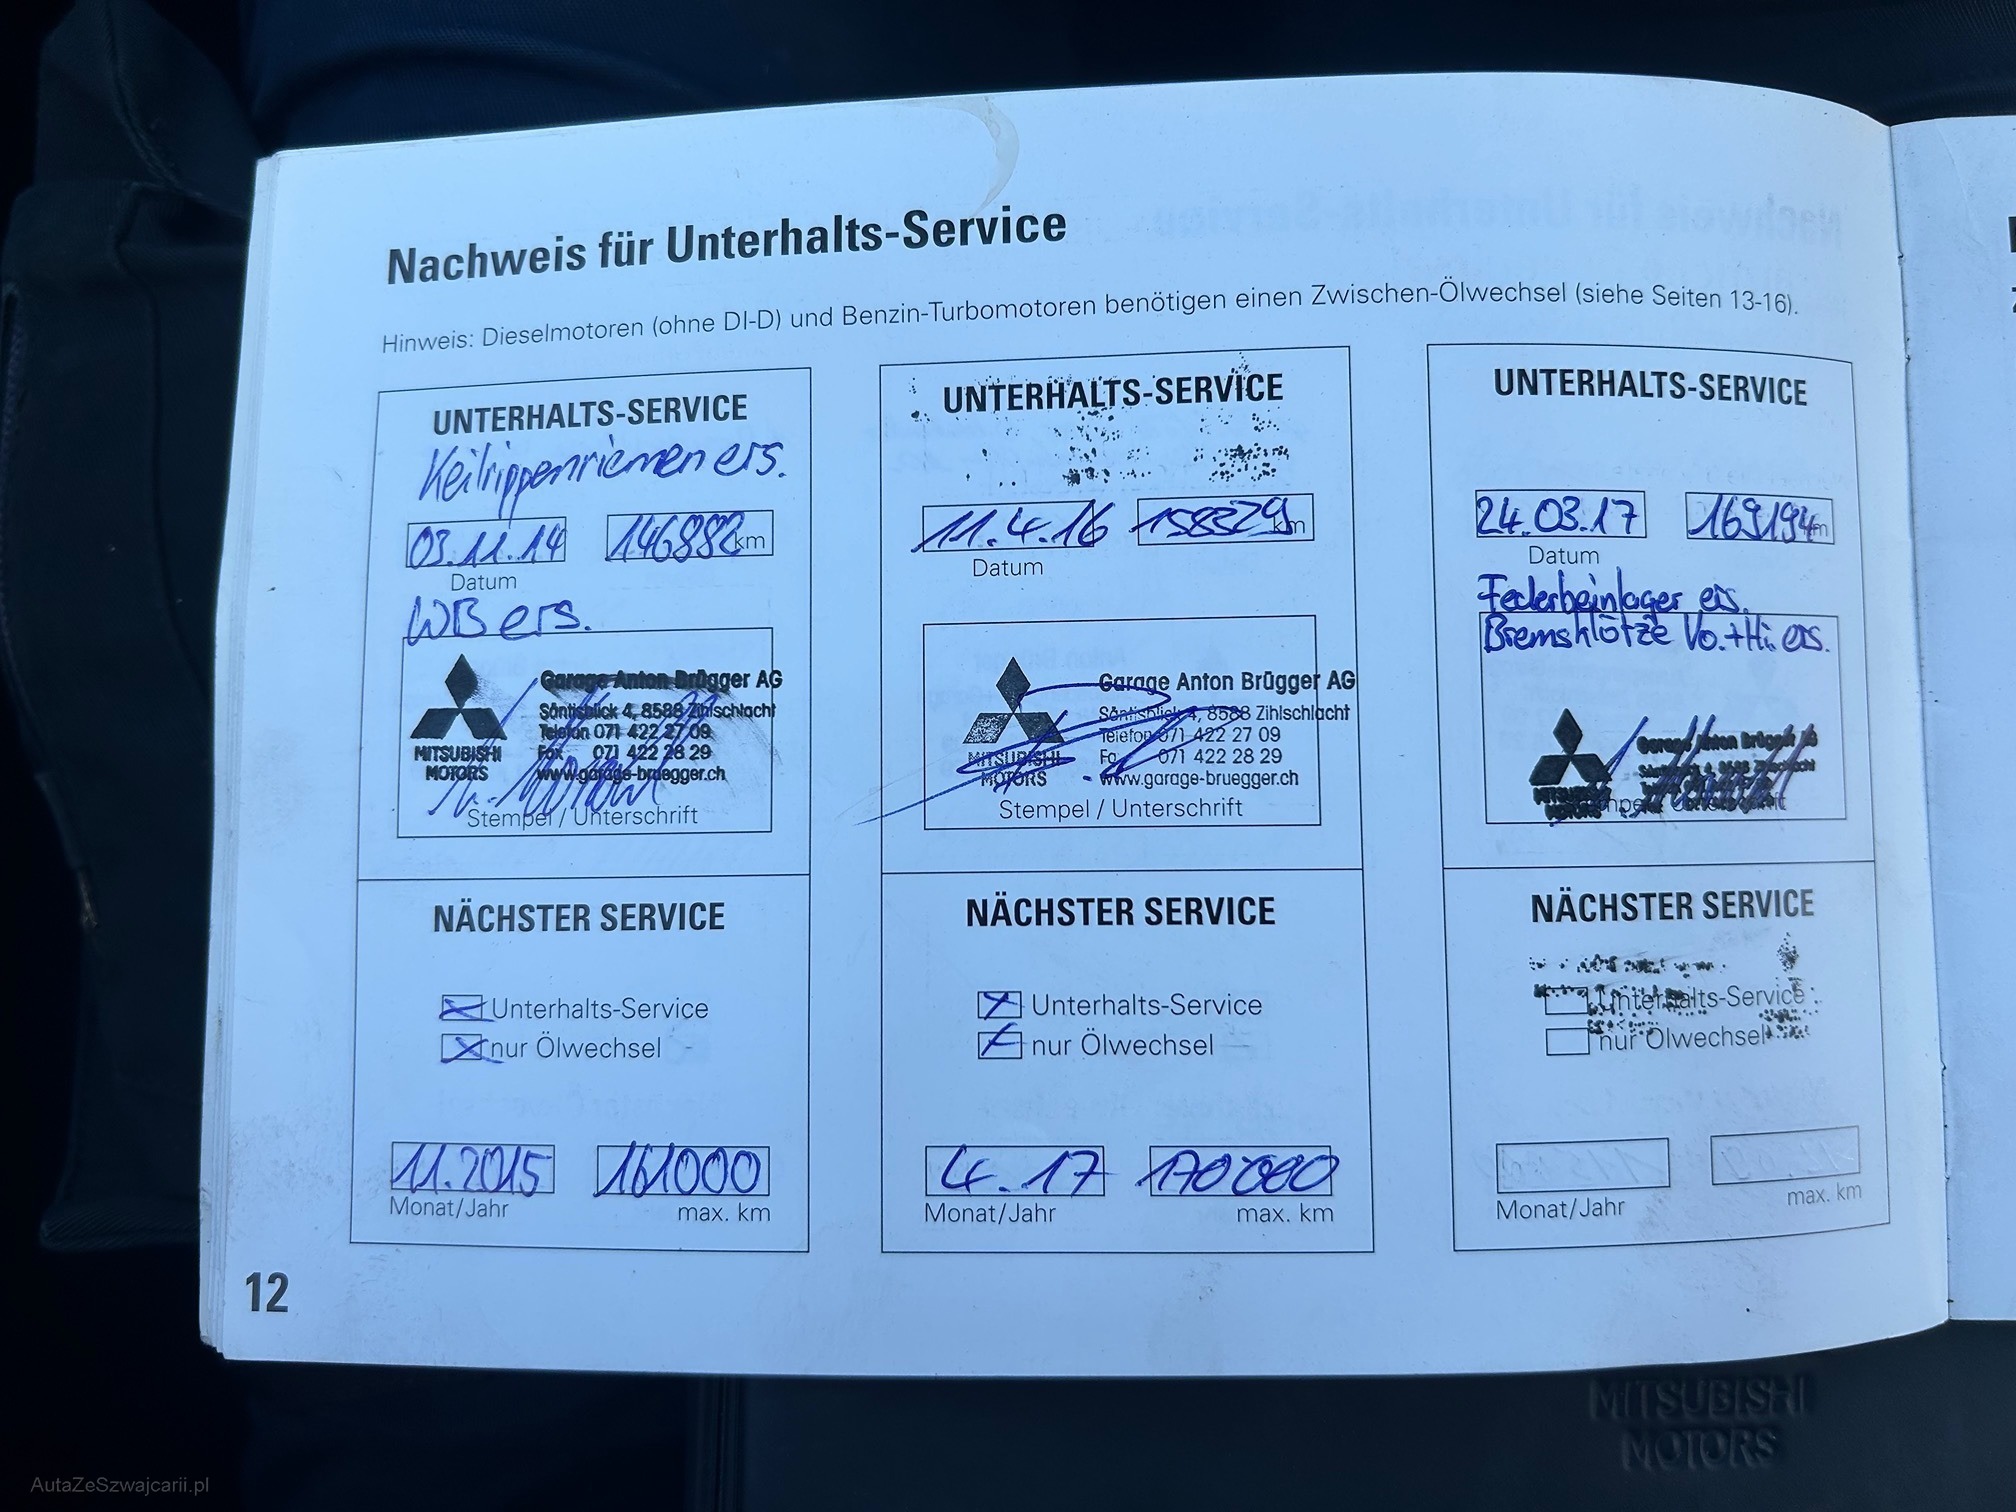 Nachweis für Unterhalts-Service
Hinweis: Dieselmotoren (ohne DI-D) und Benzin-Turbomotoren benötigen einen Zwischen-Ölwechsel (siehe Seiten 13-16).
UNTERHALTS-SERVICE
Keilrippenriemen ers.
03.11.14 146882 km
Datum
WB ers.
Garage Anton Brügger AG
Säntisblick 4, 8588 Zihlschlacht
Telefon 071 422 27 09
Fax 071 422 28 29
www.garage-bruegger.ch
MITSUBISHI
MOTORS
Stempel / Unterschrift
NÄCHSTER SERVICE
Unterhalts-Service
nur Ölwechsel
11.2015 161000
Monat/Jahr max. km
UNTERHALTS-SERVICE
11.4.16 158329 km
Datum
Garage Anton Brügger AG
Säntisblick 4, 8588 Zihlschlacht
Telefon 071 422 27 09
Fa 071 422 28 29
www.garage-bruegger.ch
MITSUBISHI
MOTORS
Stempel / Unterschrift
NÄCHSTER SERVICE
Unterhalts-Service
nur Ölwechsel
4.17 170000
Monat/Jahr max. km
UNTERHALTS-SERVICE
24.03.17 169194 km
Datum
Federbeinlager ers.
Bremsklötze Vo.+Hi. ers.
Garage Anton Brügger AG
MITSUBISHI
MOTORS
NÄCHSTER SERVICE
Unterhalts-Service
nur Ölwechsel
Monat/Jahr max. km
12
MITSUBISHI
MOTORS
AutaZeSzwajcarii.pl